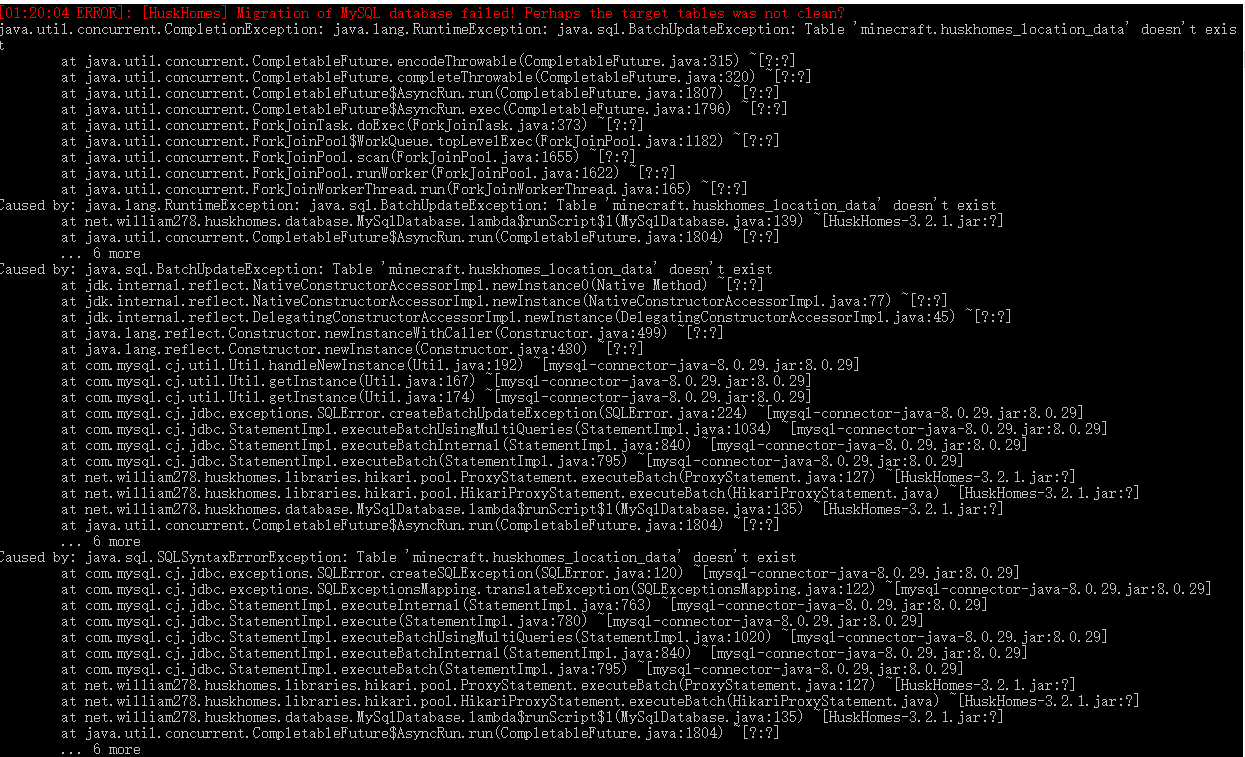 [01:20:04 ERROR]: [HuskHomes] Migration of MySQL database failed! Perhaps the target tables was not clean?
java.util.concurrent.CompletionException: java.lang.RuntimeException: java.sql.BatchUpdateException: Table 'minecraft.huskhomes_location_data' doesn't exis
t
at java.util.concurrent.CompletableFuture.encodeThrowable(CompletableFuture.java:315) ~[?:?]
at java.util.concurrent.CompletableFuture.completeThrowable(CompletableFuture.java:320) ~[?:?]
at java.util.concurrent.CompletableFuture$AsyncRun.run(CompletableFuture.java:1807) ~[?:?]
at java.util.concurrent.CompletableFuture$AsyncRun.exec(CompletableFuture.java:1796) ~[?:?]
at java.util.concurrent.ForkJoinTask.doExec(ForkJoinTask.java:373) ~[?:?]
at java.util.concurrent.ForkJoinPool$WorkQueue.topLevelExec(ForkJoinPool.java:1182) ~[?:?]
at java.util.concurrent.ForkJoinPool.scan(ForkJoinPool.java:1655) ~[?:?]
at java.util.concurrent.ForkJoinPool.runWorker(ForkJoinPool.java:1622) ~[?:?]
at java.util.concurrent.ForkJoinWorkerThread.run(ForkJoinWorkerThread.java:165) ~[?:?]
Caused by: java.lang.RuntimeException: java.sql.BatchUpdateException: Table 'minecraft.huskhomes_location_data' doesn't exist
at net.william278.huskhomes.database.MySqlDatabase.lambda$runScript$1(MySqlDatabase.java:139) ~[HuskHomes-3.2.1.jar:?]
at java.util.concurrent.CompletableFuture$AsyncRun.run(CompletableFuture.java:1804) ~[?:?]
... 6 more
Caused by: java.sql.BatchUpdateException: Table 'minecraft.huskhomes_location_data' doesn't exist
at jdk.internal.reflect.NativeConstructorAccessorImpl.newInstance0(Native Method) ~[?:?]
at jdk.internal.reflect.NativeConstructorAccessorImpl.newInstance(NativeConstructorAccessorImpl.java:77) ~[?:?]
at jdk.internal.reflect.DelegatingConstructorAccessorImpl.newInstance(DelegatingConstructorAccessorImpl.java:45) ~[?:?]
at java.lang.reflect.Constructor.newInstanceWithCaller(Constructor.java:499) ~[?:?]
at java.lang.reflect.Constructor.newInstance(Constructor.java:480) ~[?:?]
at com.mysql.cj.util.Util.handleNewInstance(Util.java:192) ~[mysql-connector-java-8.0.29.jar:8.0.29]
at com.mysql.cj.util.Util.getInstance(Util.java:167) ~[mysql-connector-java-8.0.29.jar:8.0.29]
at com.mysql.cj.util.Util.getInstance(Util.java:174) ~[mysql-connector-java-8.0.29.jar:8.0.29]
at com.mysql.cj.jdbc.exceptions.SQLError.createBatchUpdateException(SQLError.java:224) ~[mysql-connector-java-8.0.29.jar:8.0.29]
at com.mysql.cj.jdbc.StatementImpl.executeBatchUsingMultiQueries(StatementImpl.java:1034) ~[mysql-connector-java-8.0.29.jar:8.0.29]
at com.mysql.cj.jdbc.StatementImpl.executeBatchInternal(StatementImpl.java:840) ~[mysql-connector-java-8.0.29.jar:8.0.29]
at com.mysql.cj.jdbc.StatementImpl.executeBatch(StatementImpl.java:795) ~[mysql-connector-java-8.0.29.jar:8.0.29]
at net.william278.huskhomes.libraries.hikari.pool.ProxyStatement.executeBatch(ProxyStatement.java:127) ~[HuskHomes-3.2.1.jar:?]
at net.william278.huskhomes.libraries.hikari.pool.HikariProxyStatement.executeBatch(HikariProxyStatement.java) ~[HuskHomes-3.2.1.jar:?]
at net.william278.huskhomes.database.MySqlDatabase.lambda$runScript$1(MySqlDatabase.java:135) ~[HuskHomes-3.2.1.jar:?]
at java.util.concurrent.CompletableFuture$AsyncRun.run(CompletableFuture.java:1804) ~[?:?]
... 6 more
Caused by: java.sql.SQLSyntaxErrorException: Table 'minecraft.huskhomes_location_data' doesn't exist
at com.mysql.cj.jdbc.exceptions.SQLError.createSQLException(SQLError.java:120) ~[mysql-connector-java-8.0.29.jar:8.0.29]
at com.mysql.cj.jdbc.exceptions.SQLExceptionsMapping.translateException(SQLExceptionsMapping.java:122) ~[mysql-connector-java-8.0.29.jar:8.0.29]
at com.mysql.cj.jdbc.StatementImpl.executeInternal(StatementImpl.java:763) ~[mysql-connector-java-8.0.29.jar:8.0.29]
at com.mysql.cj.jdbc.StatementImpl.execute(StatementImpl.java:780) ~[mysql-connector-java-8.0.29.jar:8.0.29]
at com.mysql.cj.jdbc.StatementImpl.executeBatchUsingMultiQueries(StatementImpl.java:1020) ~[mysql-connector-java-8.0.29.jar:8.0.29]
at com.mysql.cj.jdbc.StatementImpl.executeBatchInternal(StatementImpl.java:840) ~[mysql-connector-java-8.0.29.jar:8.0.29]
at com.mysql.cj.jdbc.StatementImpl.executeBatch(StatementImpl.java:795) ~[mysql-connector-java-8.0.29.jar:8.0.29]
at net.william278.huskhomes.libraries.hikari.pool.ProxyStatement.executeBatch(ProxyStatement.java:127) ~[HuskHomes-3.2.1.jar:?]
at net.william278.huskhomes.libraries.hikari.pool.HikariProxyStatement.executeBatch(HikariProxyStatement.java) ~[HuskHomes-3.2.1.jar:?]
at net.william278.huskhomes.database.MySqlDatabase.lambda$runScript$1(MySqlDatabase.java:135) ~[HuskHomes-3.2.1.jar:?]
at java.util.concurrent.CompletableFuture$AsyncRun.run(CompletableFuture.java:1804) ~[?:?]
... 6 more